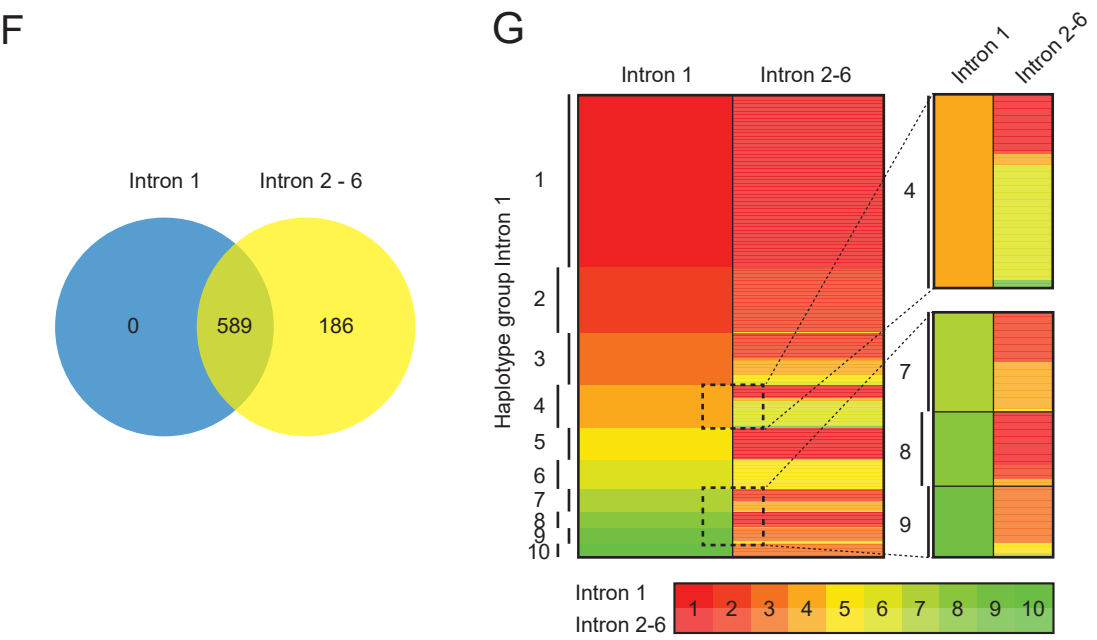 F
Intron 1
Intron 2 - 6
0
589
186
G
Intron 1
Intron 2-6
Haplotype group Intron 1
1
2
3
4
5
6
7
8
9
10
Intron 1
Intron 2-6
4
7
8
9
Intron 1
Intron 2-6
1 2 3 4 5 6 7 8 9 10